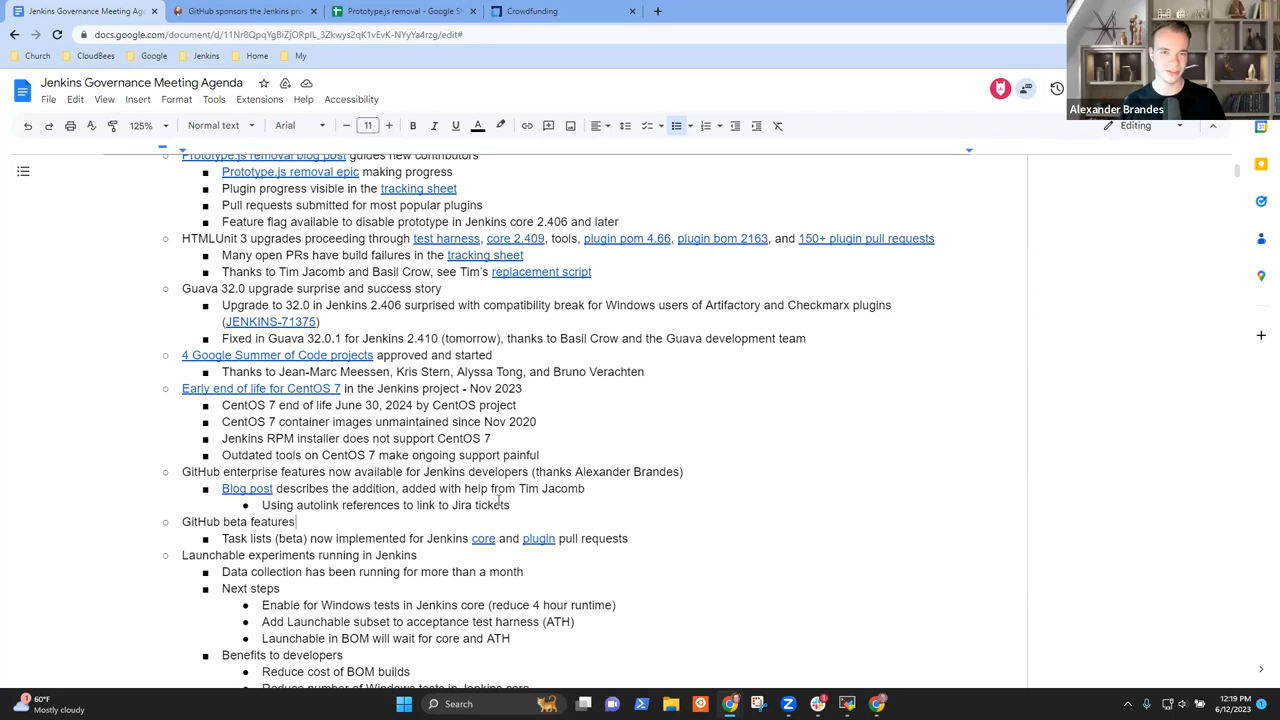 Jenkins Governance Meeting Age
GitHub sponsors for Jenkins pro
Prototype.js removal - Google Sh
Crowdfunding
docs.google.com/document/d/11Nr8QpqYgBiZjORplL_3Zkwys2qK1vEvK-NYyYa4rzg/edit#
Church
CloudBees
Google
Jenkins
Home
My
Jenkins Governance Meeting Agenda
File Edit View Insert Format Tools Extensions Help Accessibility
125% Normal text Arial 11 Editing
Alexander Brandes
Prototype.js removal blog post guides new contributors
Prototype.js removal epic making progress
Plugin progress visible in the tracking sheet
Pull requests submitted for most popular plugins
Feature flag available to disable prototype in Jenkins core 2.406 and later
HTMLUnit 3 upgrades proceeding through test harness, core 2.409, tools, plugin pom 4.66, plugin bom 2163, and 150+ plugin pull requests
Many open PRs have build failures in the tracking sheet
Thanks to Tim Jacomb and Basil Crow, see Tim's replacement script
Guava 32.0 upgrade surprise and success story
Upgrade to 32.0 in Jenkins 2.406 surprised with compatibility break for Windows users of Artifactory and Checkmarx plugins
(JENKINS-71375)
Fixed in Guava 32.0.1 for Jenkins 2.410 (tomorrow), thanks to Basil Crow and the Guava development team
4 Google Summer of Code projects approved and started
Thanks to Jean-Marc Meessen, Kris Stern, Alyssa Tong, and Bruno Verachten
Early end of life for CentOS 7 in the Jenkins project - Nov 2023
CentOS 7 end of life June 30, 2024 by CentOS project
CentOS 7 container images unmaintained since Nov 2020
Jenkins RPM installer does not support CentOS 7
Outdated tools on CentOS 7 make ongoing support painful
GitHub enterprise features now available for Jenkins developers (thanks Alexander Brandes)
Blog post describes the addition, added with help from Tim Jacomb
Using autolink references to link to Jira tickets
GitHub beta features
Task lists (beta) now implemented for Jenkins core and plugin pull requests
Launchable experiments running in Jenkins
Data collection has been running for more than a month
Next steps
Enable for Windows tests in Jenkins core (reduce 4 hour runtime)
Add Launchable subset to acceptance test harness (ATH)
Launchable in BOM will wait for core and ATH
Benefits to developers
Reduce cost of BOM builds
Reduce number of Windows tests in Jenkins core
60°F
Mostly cloudy
Search
12:19 PM
6/12/2023